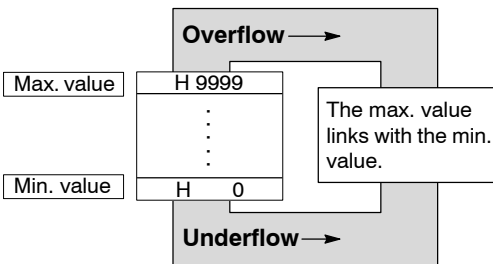 Overflow
Max. value
H 9999
The max. value
links with the min.
value.
Min. value
H 0
Underflow